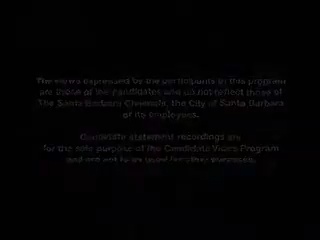 The views expressed by the participants in this program
are those of the candidates and do not reflect those of
The Santa Barbara Channels, the City of Santa Barbara
or its employees.
Candidate statement recordings are
for the sole purpose of the Candidate Video Program
and are not to be used for other purposes.